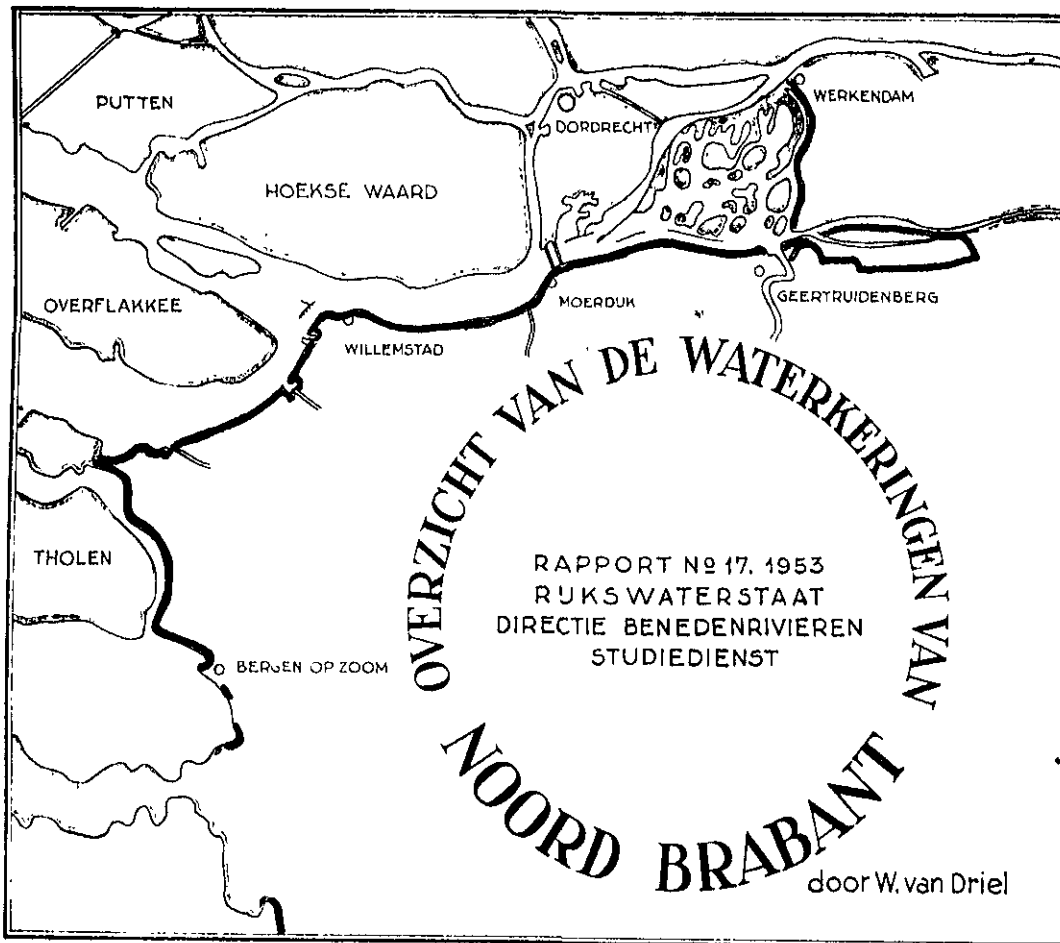 PUTTEN
WERKENDAM
DORDRECHT
HOEKSE WAARD
OVERFLAKKEE
MOERDIJK
GEERTRUIDENBERG
WILLEMSTAD
THOLEN
BERGEN OP ZOOM
OVERZICHT VAN DE WATERKERINGEN VAN
NOORD BRABANT
RAPPORT No 17. 1953
RIJKSWATERSTAAT
DIRECTIE BENEDENRIVIEREN
STUDIEDIENST
door W. van Driel